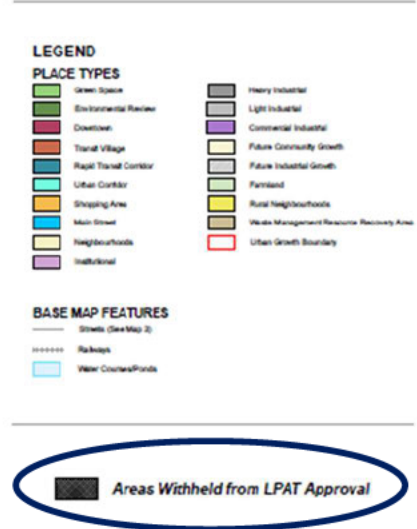 LEGEND
PLACE TYPES
Green Space
Environmental Review
Downtown
Transit Village
Rapid Transit Corridor
Urban Corridor
Shopping Area
Main Street
Neighbourhoods
Institutional
Heavy Industrial
Light Industrial
Commercial Industrial
Future Community Growth
Future Industrial Growth
Farmland
Rural Neighbourhoods
Waste Management Resource Recovery Area
Urban Growth Boundary
BASE MAP FEATURES
Streets (See Map 3)
Railways
Water Courses/Ponds
Areas Withheld from LPAT Approval